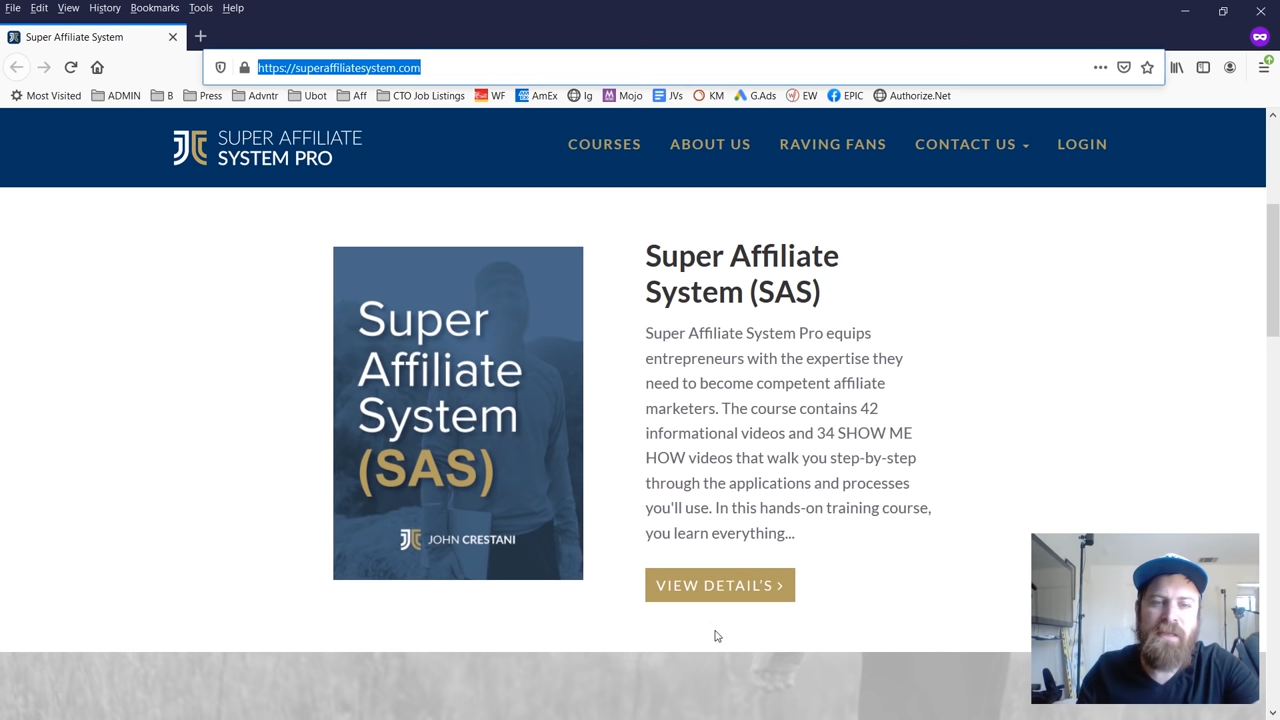 File Edit View History Bookmarks Tools Help
Super Affiliate System
https://superaffiliatesystem.com
Most Visited ADMIN B Press Advntr Ubot Aff CTO Job Listings WF AmEx Ig Mojo JVs KM G.Ads EW EPIC Authorize.Net
SUPER AFFILIATE
SYSTEM PRO
COURSES ABOUT US RAVING FANS CONTACT US LOGIN
Super
Affiliate
System
(SAS)
JOHN CRESTANI
Super Affiliate
System (SAS)
Super Affiliate System Pro equips
entrepreneurs with the expertise they
need to become competent affiliate
marketers. The course contains 42
informational videos and 34 SHOW ME
HOW videos that walk you step-by-step
through the applications and processes
you'll use. In this hands-on training course,
you learn everything...
VIEW DETAIL'S